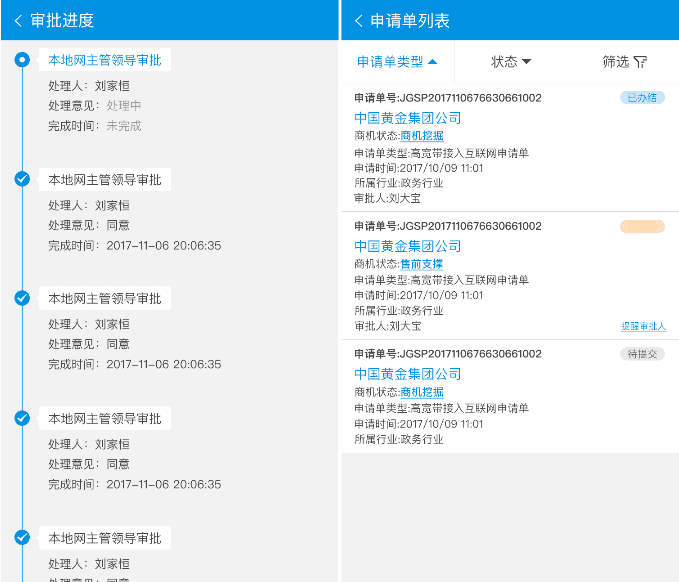 审批进度
本地网主管领导审批
处理人：刘家恒
处理意见：处理中
完成时间：未完成
本地网主管领导审批
处理人：刘家恒
处理意见：同意
完成时间：2017-11-06 20:06:35
本地网主管领导审批
处理人：刘家恒
处理意见：同意
完成时间：2017-11-06 20:06:35
本地网主管领导审批
处理人：刘家恒
处理意见：同意
完成时间：2017-11-06 20:06:35
本地网主管领导审批
处理人：刘家恒
处理意见：同意
申请单列表
申请单类型 状态 筛选
申请单号:JGSP2017110676630661002 已办结
中国黄金集团公司
商机状态:商机挖掘
申请单类型:高宽带接入互联网申请单
申请时间:2017/10/09 11:01
所属行业:政务行业
审批人:刘大宝
申请单号:JGSP2017110676630661002
中国黄金集团公司
商机状态:售前支撑
申请单类型:高宽带接入互联网申请单
申请时间:2017/10/09 11:01
所属行业:政务行业
审批人:刘大宝 提醒审批人
申请单号:JGSP2017110676630661002 待提交
中国黄金集团公司
商机状态:商机挖掘
申请单类型:高宽带接入互联网申请单
申请时间:2017/10/09 11:01
所属行业:政务行业